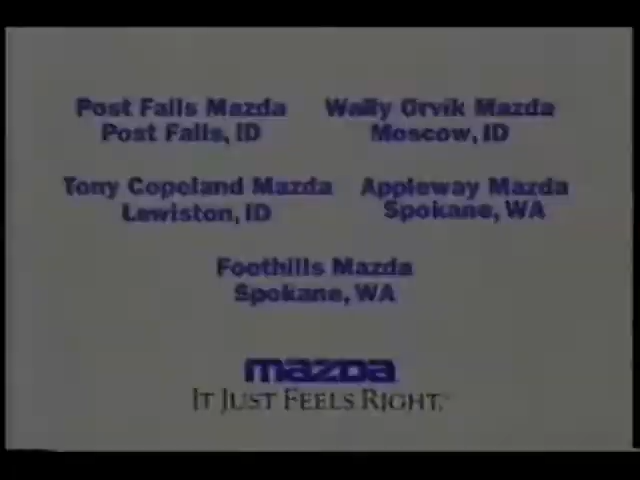 Post Falls Mazda
Post Falls, ID
Wally Orvik Mazda
Moscow, ID
Tony Copeland Mazda
Lewiston, ID
Appleway Mazda
Spokane, WA
Foothills Mazda
Spokane, WA
mazda
IT JUST FEELS RIGHT.